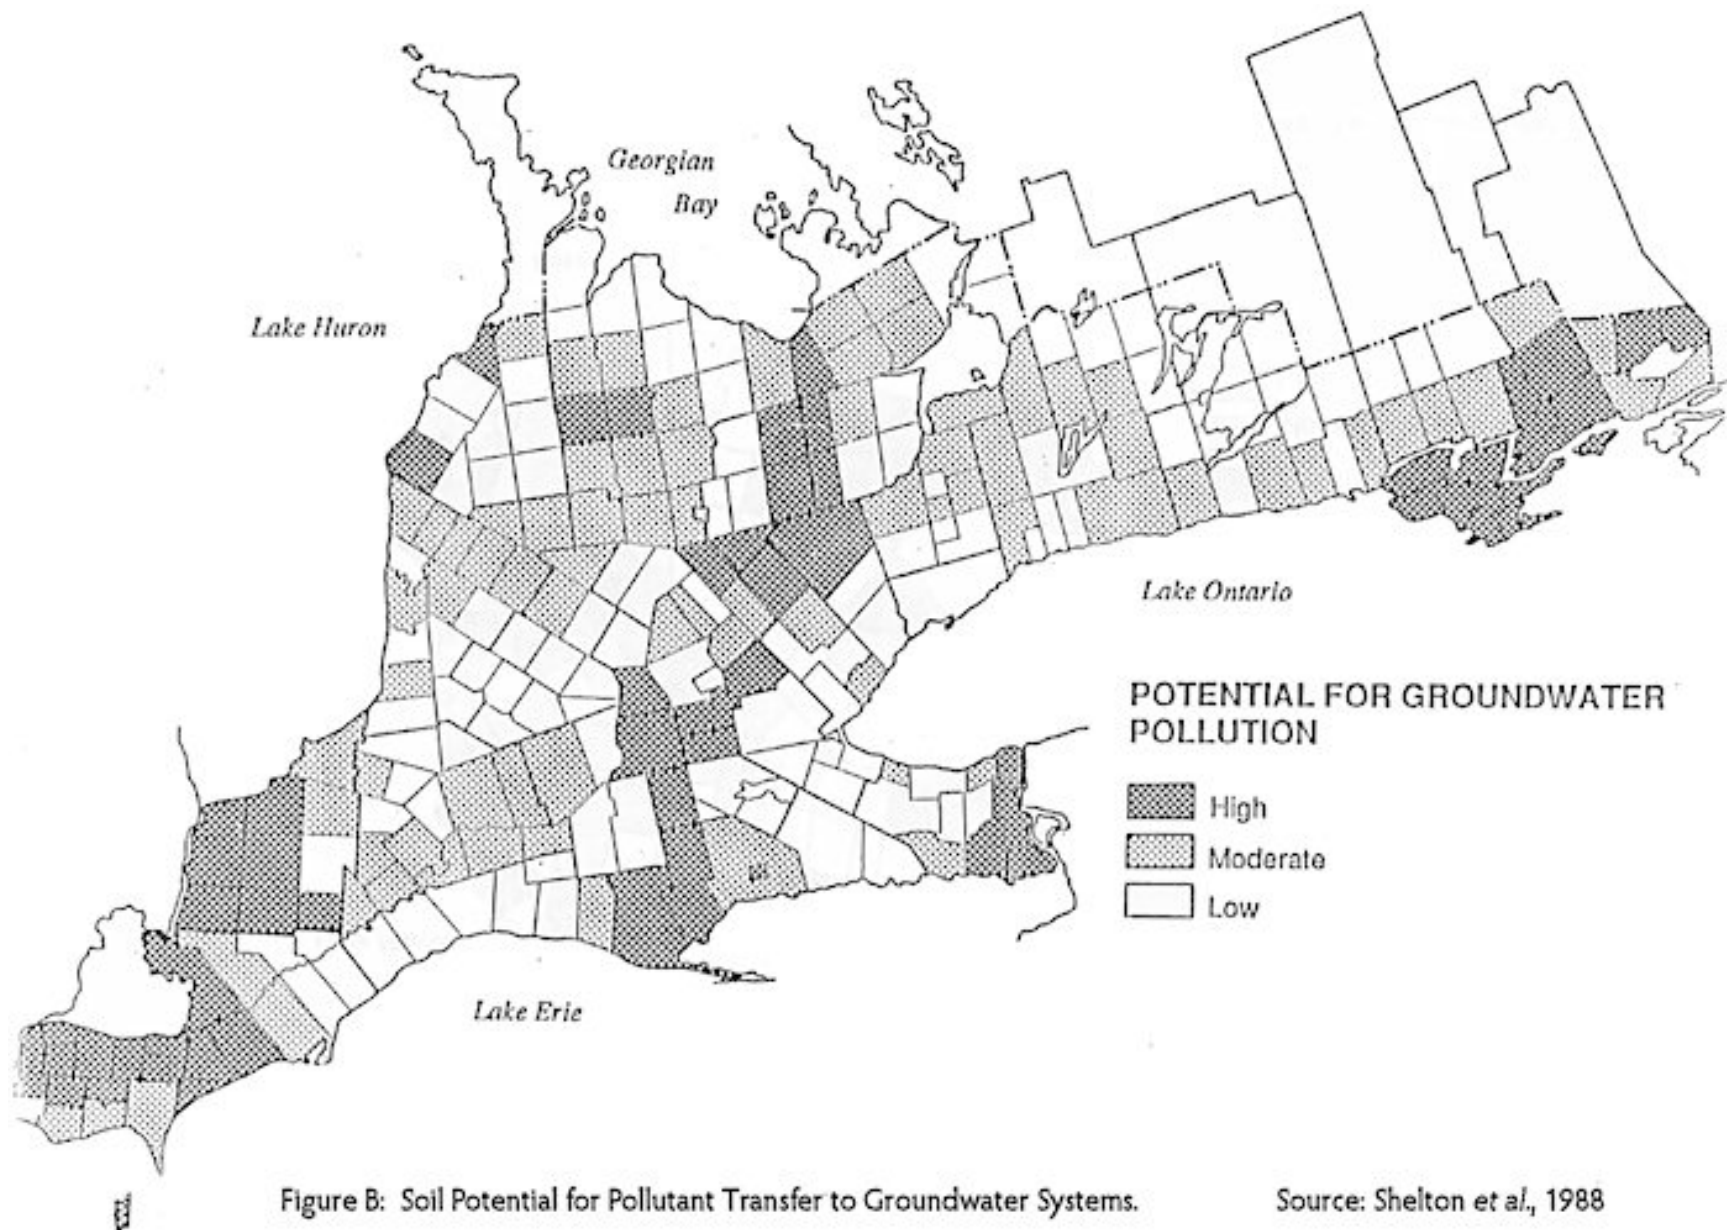 Georgian
Bay
Lake Huron
Lake Ontario
POTENTIAL FOR GROUNDWATER
POLLUTION
High
Moderate
Low
Lake Erie
Figure B: Soil Potential for Pollutant Transfer to Groundwater Systems. Source: Shelton et al., 1988